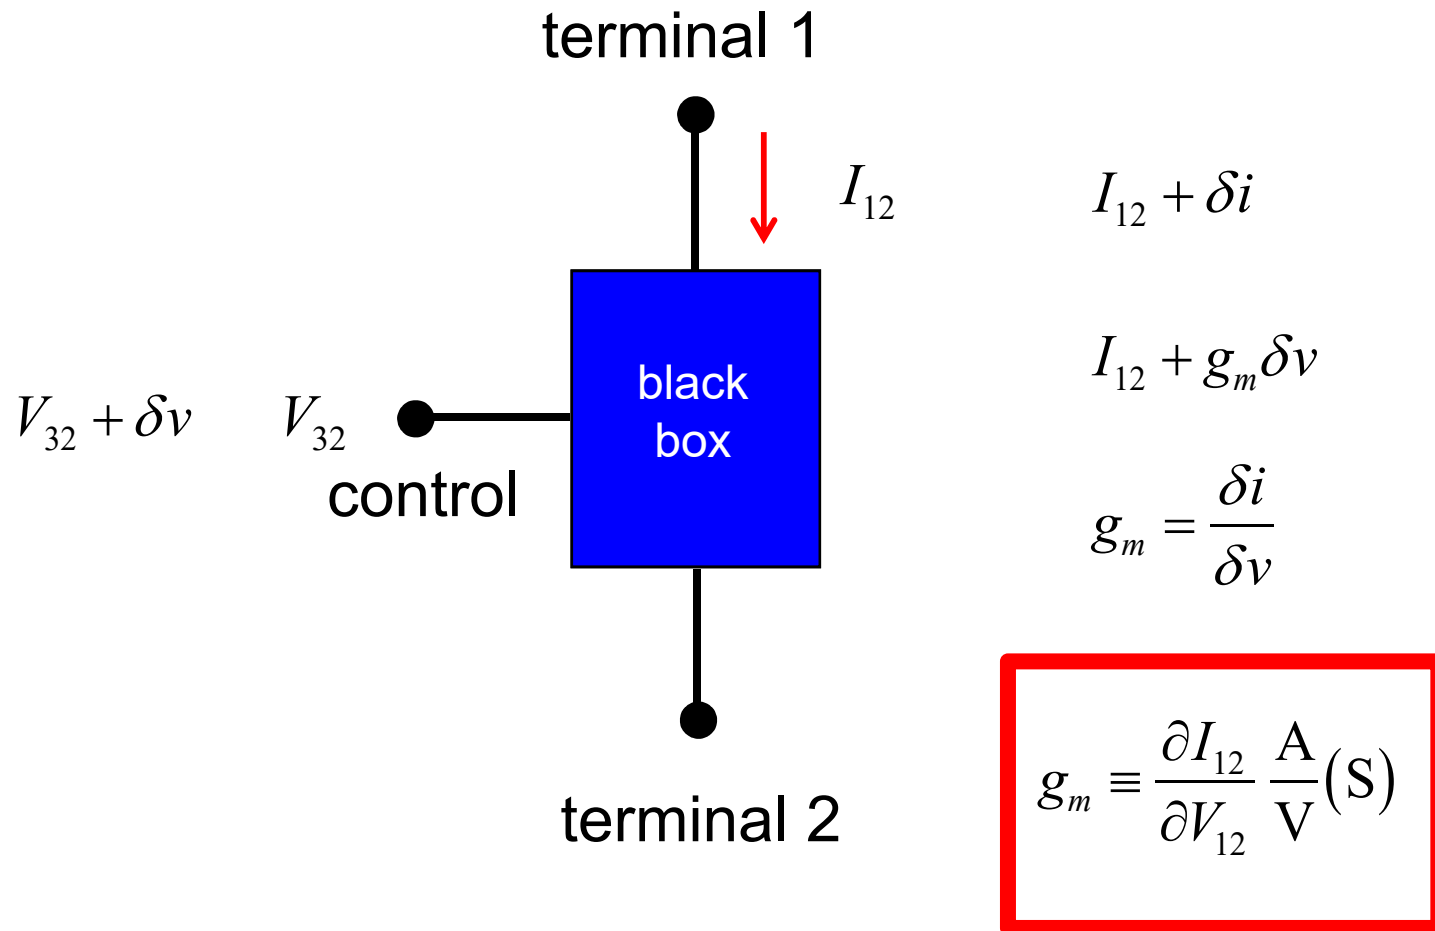 terminal 1
I₁₂
I₁₂ + δi
I₁₂ + gₘδv
V₃₂ + δv
V₃₂
control
black
box
gₘ = δi/δv
terminal 2
gₘ ≡ ∂I₁₂/∂V₁₂ A/V (S)